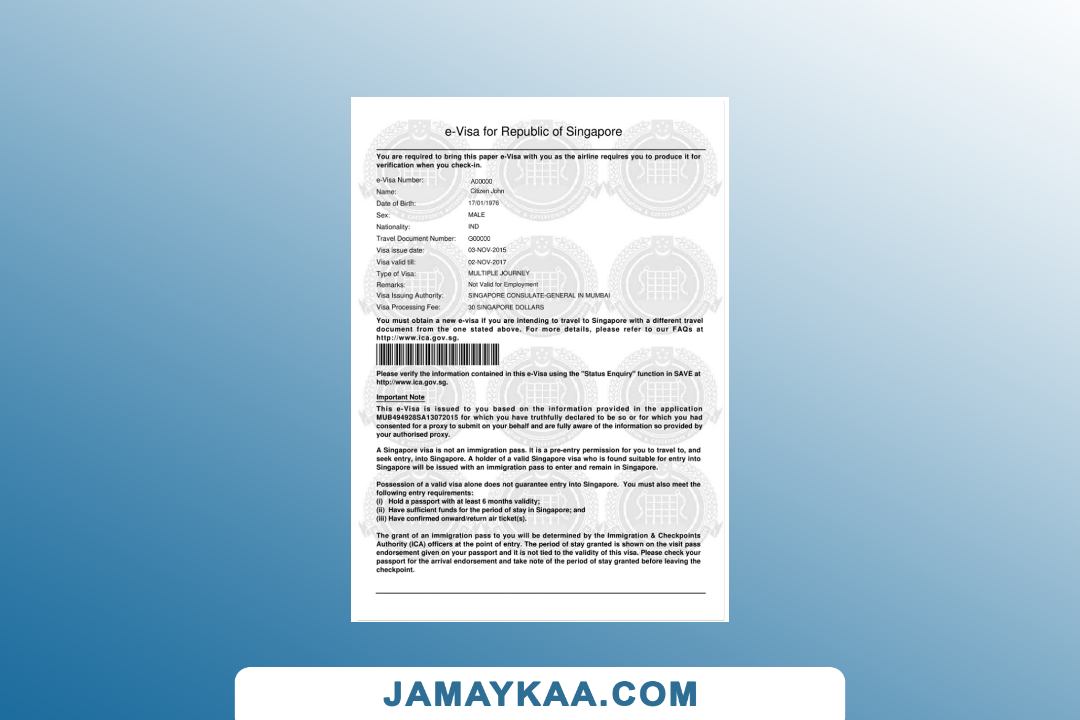 e-Visa for Republic of Singapore
You are required to bring this paper e-Visa with you as the airline requires you to produce it for
verification when you check-in.
e-Visa Number: A00000
Name: Citizen John
Date of Birth: 17/01/1976
Sex: MALE
Nationality: IND
Travel Document Number: G00000
Visa issue date: 03-NOV-2015
Visa valid till: 02-NOV-2017
Type of Visa: MULTIPLE JOURNEY
Remarks: Not Valid for Employment
Visa Issuing Authority: SINGAPORE CONSULATE-GENERAL IN MUMBAI
Visa Processing Fee: 30 SINGAPORE DOLLARS
You must obtain a new e-visa if you are intending to travel to Singapore with a different travel
document from the one stated above. For more details, please refer to our FAQs at
http://www.ica.gov.sg.
Please verify the information contained in this e-Visa using the "Status Enquiry" function in SAVE at
http://www.ica.gov.sg.
Important Note
This e-Visa is issued to you based on the information provided in the application
MUB494928SA13072015 for which you have truthfully declared to be so or for which you had
consented for a proxy to submit on your behalf and are fully aware of the information so provided by
your authorised proxy.
A Singapore visa is not an immigration pass. It is a pre-entry permission for you to travel to, and
seek entry, into Singapore. A holder of a valid Singapore visa who is found suitable for entry into
Singapore will be issued with an immigration pass to enter and remain in Singapore.
Possession of a valid visa alone does not guarantee entry into Singapore. You must also meet the
following entry requirements:
(i) Hold a passport with at least 6 months validity;
(ii) Have sufficient funds for the period of stay in Singapore; and
(iii) Have confirmed onward/return air ticket(s).
The grant of an immigration pass to you will be determined by the Immigration & Checkpoints
Authority (ICA) officers at the point of entry. The period of stay granted is shown on the visit pass
endorsement given on your passport and it is not tied to the validity of this visa. Please check your
passport for the arrival endorsement and take note of the period of stay granted before leaving the
checkpoint.
JAMAYKAA.COM